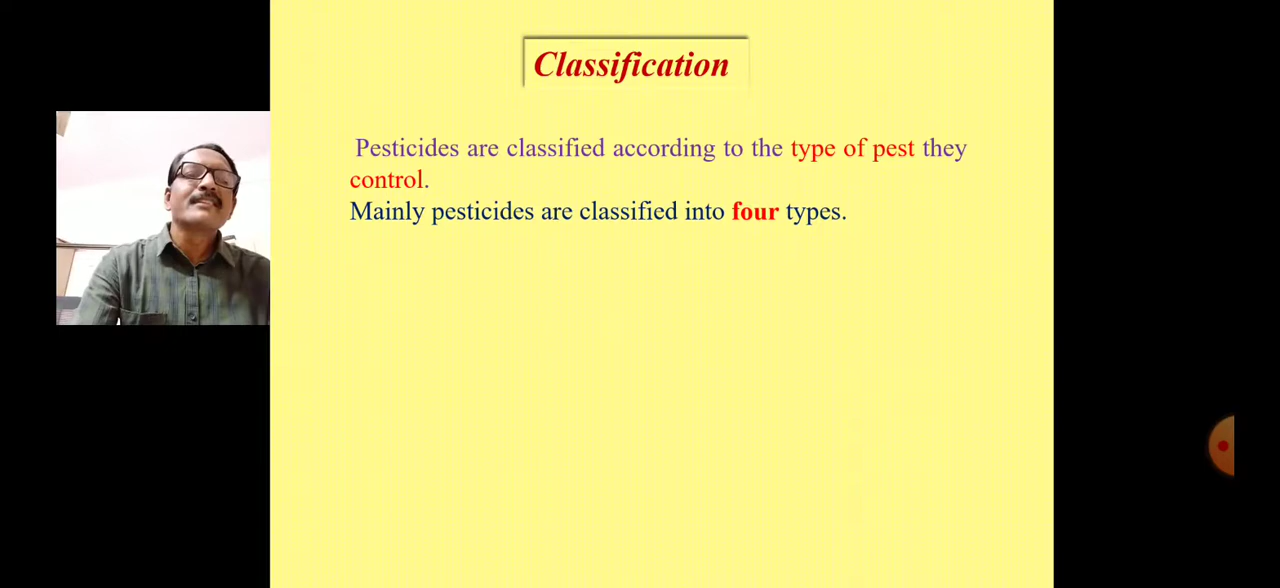 Classification
Pesticides are classified according to the type of pest they
control.
Mainly pesticides are classified into four types.